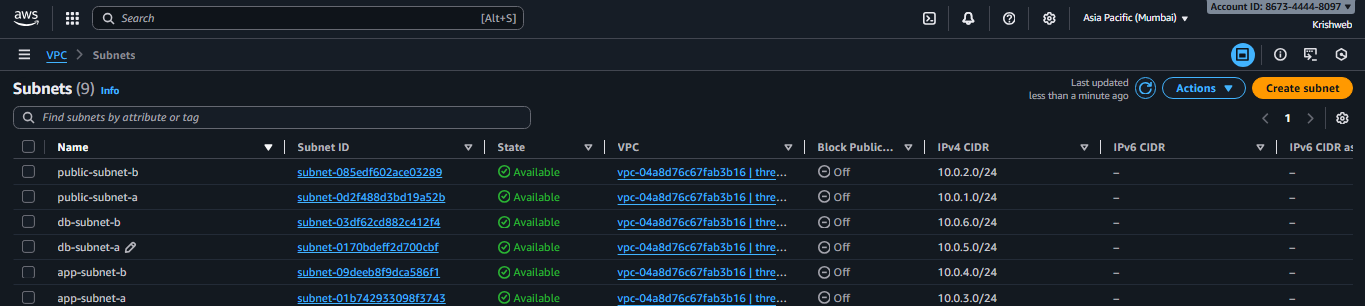 aws Search [Alt+S] Asia Pacific (Mumbai) Account ID: 8673-4444-8097
Krishweb
VPC Subnets
Subnets (9) Info Last updated less than a minute ago Actions Create subnet
Find subnets by attribute or tag 1
Name Subnet ID State VPC Block Public... IPv4 CIDR IPv6 CIDR IPv6 CIDR as
public-subnet-b subnet-085edf602ace03289 Available vpc-04a8d76c67fab3b16 | thre... Off 10.0.2.0/24 – –
public-subnet-a subnet-0d2f488d3bd19a52b Available vpc-04a8d76c67fab3b16 | thre... Off 10.0.1.0/24 – –
db-subnet-b subnet-03df62cd882c412f4 Available vpc-04a8d76c67fab3b16 | thre... Off 10.0.6.0/24 – –
db-subnet-a subnet-0170bdeff2d700cbf Available vpc-04a8d76c67fab3b16 | thre... Off 10.0.5.0/24 – –
app-subnet-b subnet-09deeb8f9dca586f1 Available vpc-04a8d76c67fab3b16 | thre... Off 10.0.4.0/24 – –
app-subnet-a subnet-01b742933098f3743 Available vpc-04a8d76c67fab3b16 | thre... Off 10.0.3.0/24 – –